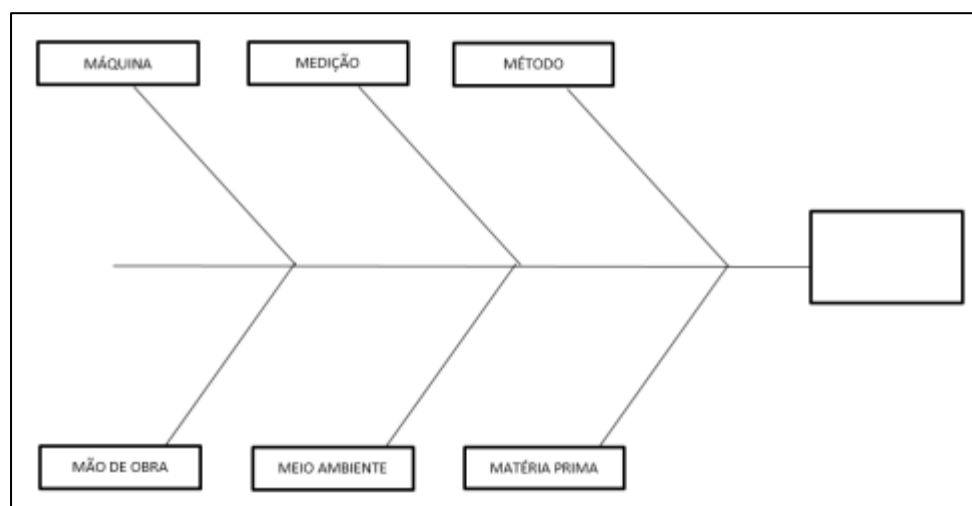 MÁQUINA
MEDIÇÃO
MÉTODO
MÃO DE OBRA
MEIO AMBIENTE
MATÉRIA PRIMA